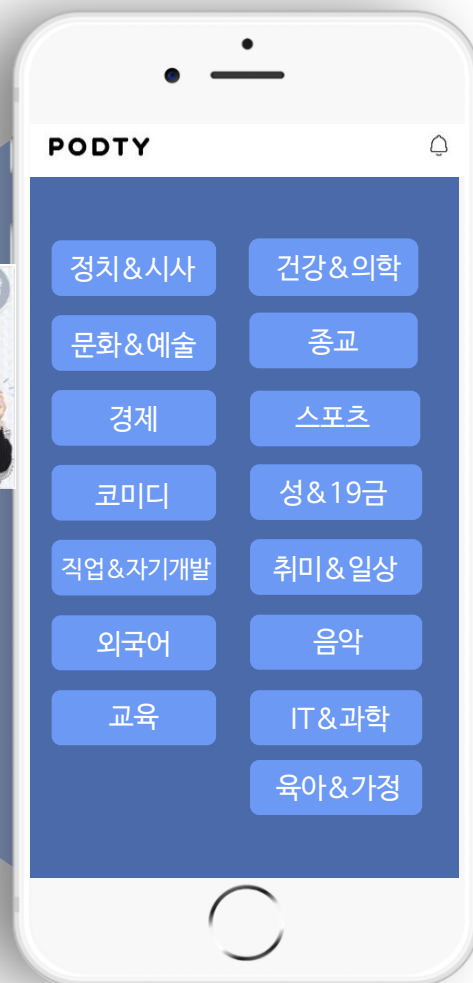 PODTY
정치&시사
건강&의학
문화&예술
종교
경제
스포츠
코미디
성&19금
직업&자기개발
취미&일상
외국어
음악
교육
IT&과학
육아&가정